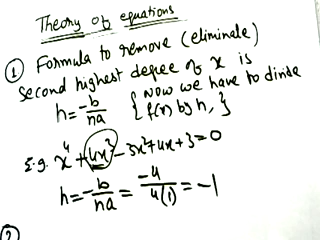 Theory of equations
① Formula to remove (eliminate)
second highest degree of x is
h = -b/na { Now we have to divide
f(x) by h, }
E.g. x⁴ + 4x³ - 3x² + 4x + 3 = 0
h = -b/na = -4/4(1) = -1
②